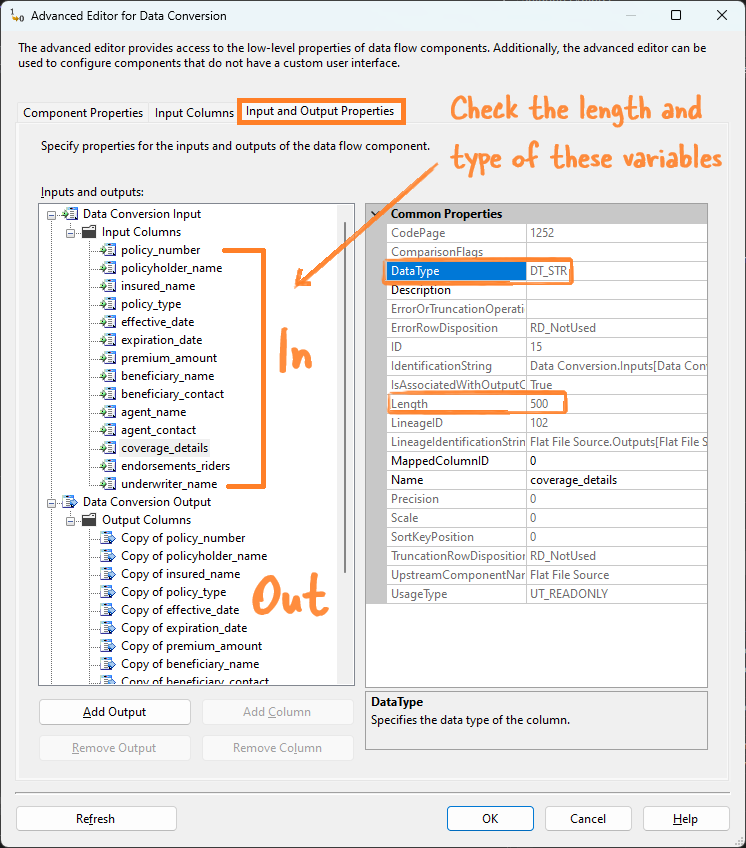 Advanced Editor for Data Conversion
The advanced editor provides access to the low-level properties of data flow components. Additionally, the advanced editor can be
used to configure components that do not have a custom user interface.
Component Properties
Input Columns
Input and Output Properties
Check the length and
type of these variables
Specify properties for the inputs and outputs of the data flow component.
Inputs and outputs:
Data Conversion Input
Input Columns
policy_number
policyholder_name
insured_name
policy_type
effective_date
expiration_date
premium_amount
beneficiary_name
beneficiary_contact
agent_name
agent_contact
coverage_details
endorsements_riders
underwriter_name
In
Data Conversion Output
Output Columns
Copy of policy_number
Copy of policyholder_name
Copy of insured_name
Copy of policy_type
Copy of effective_date
Copy of expiration_date
Copy of premium_amount
Copy of beneficiary_name
Copy of beneficiary_contact
Out
Common Properties
CodePage 1252
ComparisonFlags
DataType DT_STR
Description
ErrorOrTruncationOperatio
ErrorRowDisposition RD_NotUsed
ID 15
IdentificationString Data Conversion.Inputs[Data Con
IsAssociatedWithOutputC True
Length 500
LineageID 102
LineageIdentificationString Flat File Source.Outputs[Flat File S
MappedColumnID 0
Name coverage_details
Precision 0
Scale 0
SortKeyPosition 0
TruncationRowDisposition RD_NotUsed
UpstreamComponentNam Flat File Source
UsageType UT_READONLY
DataType
Specifies the data type of the column.
Add Output
Add Column
Remove Output
Remove Column
Refresh
OK
Cancel
Help